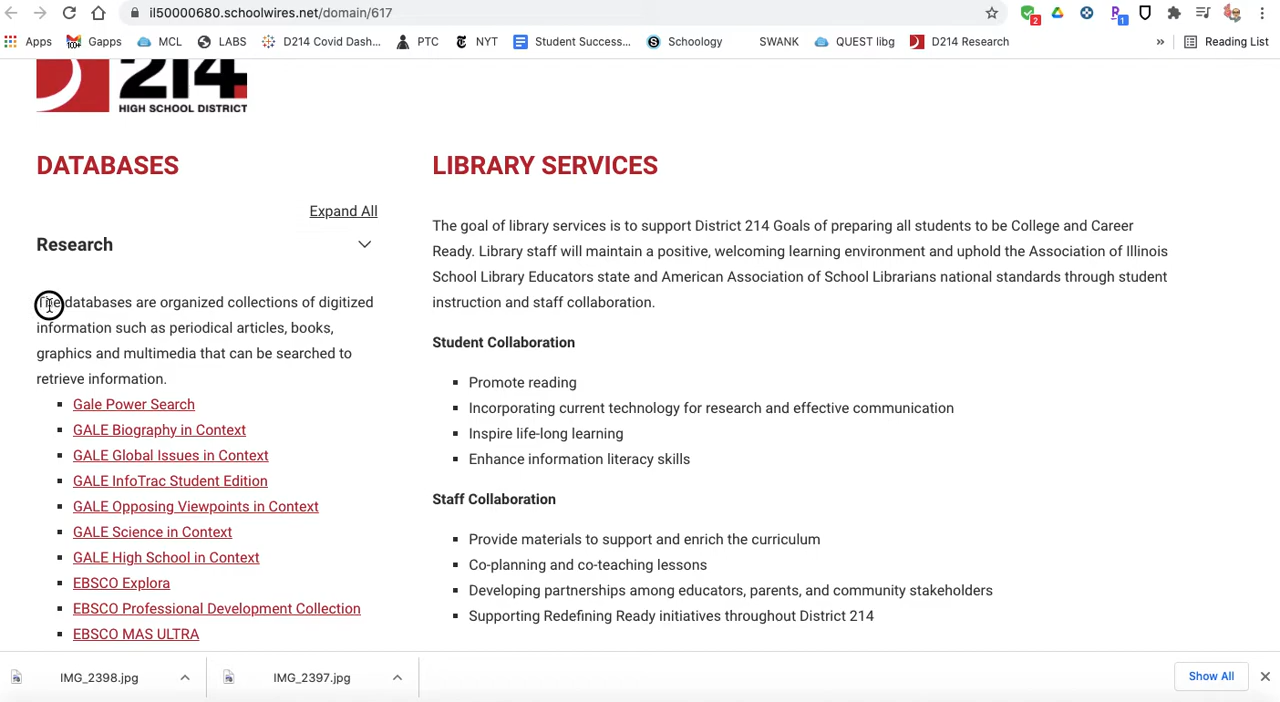 il50000680.schoolwires.net/domain/617
2
1
Apps
Gapps
MCL
LABS
D214 Covid Dash...
PTC
NYT
Student Success...
Schoology
SWANK
QUEST libg
D214 Research
»
Reading List
214
HIGH SCHOOL DISTRICT
DATABASES
Expand All
Research
The databases are organized collections of digitized
information such as periodical articles, books,
graphics and multimedia that can be searched to
retrieve information.
Gale Power Search
GALE Biography in Context
GALE Global Issues in Context
GALE InfoTrac Student Edition
GALE Opposing Viewpoints in Context
GALE Science in Context
GALE High School in Context
EBSCO Explora
EBSCO Professional Development Collection
EBSCO MAS ULTRA
LIBRARY SERVICES
The goal of library services is to support District 214 Goals of preparing all students to be College and Career
Ready. Library staff will maintain a positive, welcoming learning environment and uphold the Association of Illinois
School Library Educators state and American Association of School Librarians national standards through student
instruction and staff collaboration.
Student Collaboration
Promote reading
Incorporating current technology for research and effective communication
Inspire life-long learning
Enhance information literacy skills
Staff Collaboration
Provide materials to support and enrich the curriculum
Co-planning and co-teaching lessons
Developing partnerships among educators, parents, and community stakeholders
Supporting Redefining Ready initiatives throughout District 214
IMG_2398.jpg
IMG_2397.jpg
Show All